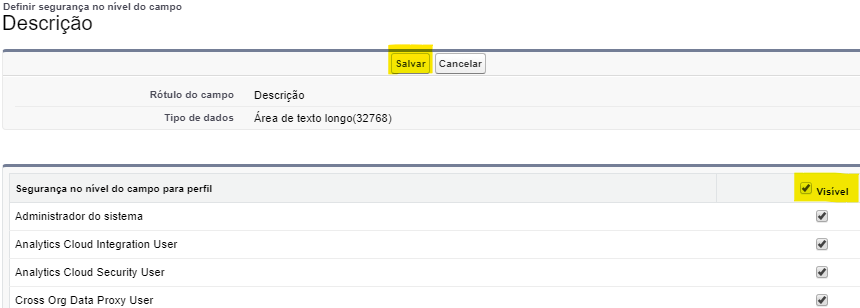 Definir segurança no nível do campo
Descrição
Salvar Cancelar
Rótulo do campo Descrição
Tipo de dados Área de texto longo(32768)
Segurança no nível do campo para perfil Visível
Administrador do sistema
Analytics Cloud Integration User
Analytics Cloud Security User
Cross Org Data Proxy User